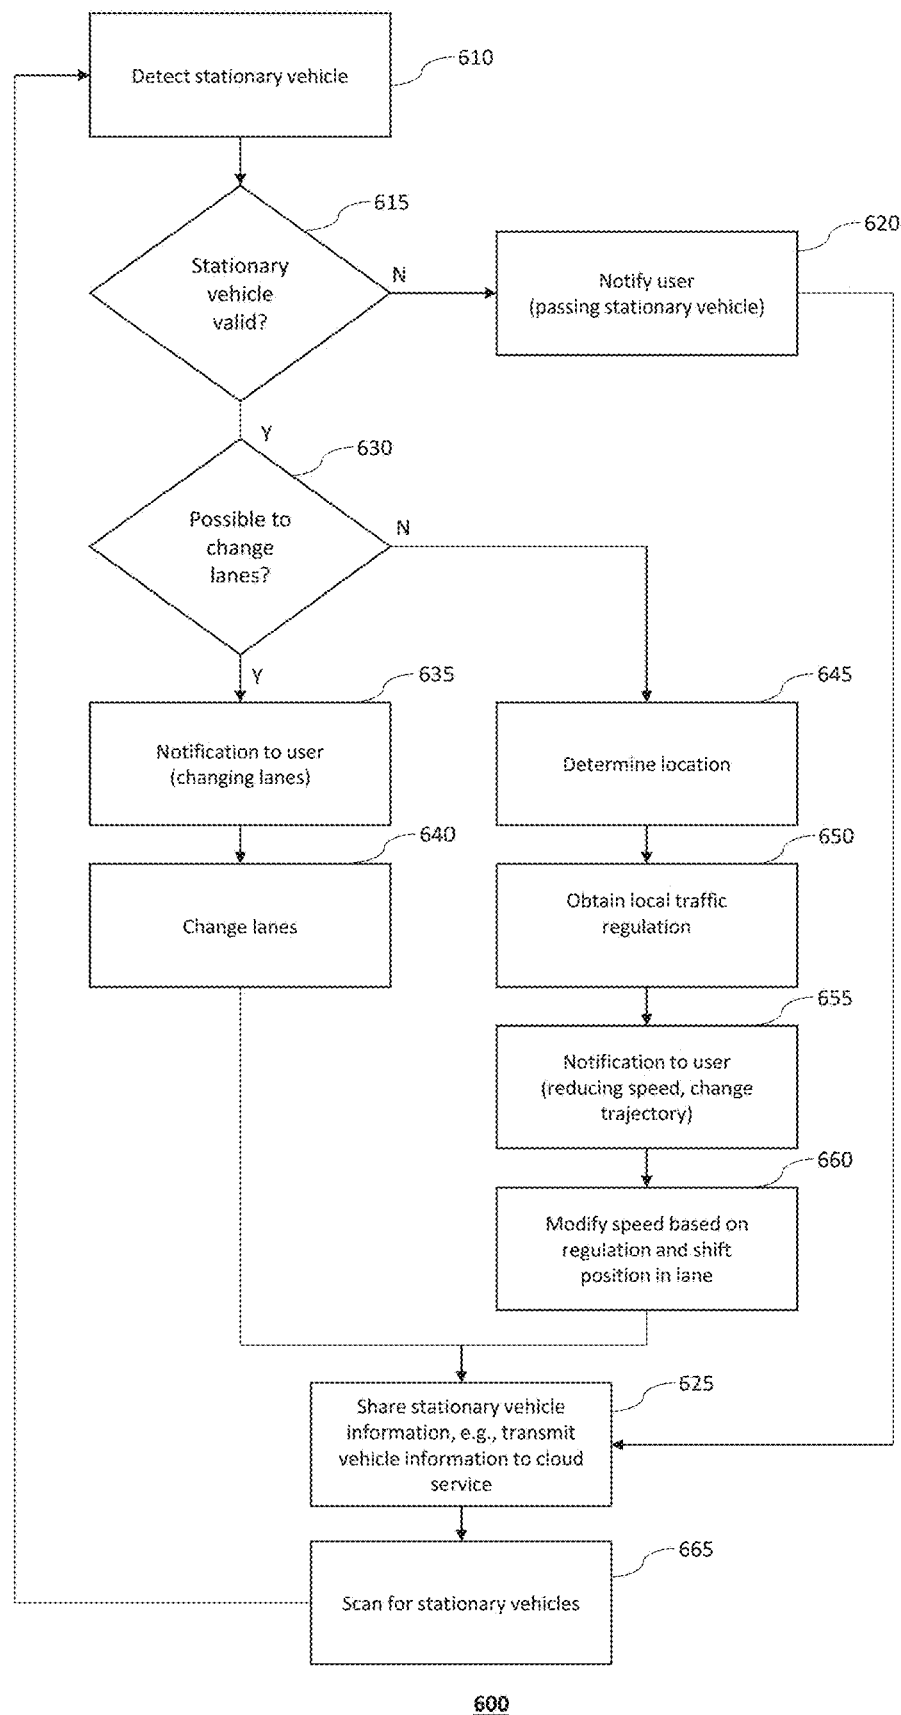 Detect stationary vehicle
610
615
Stationary
vehicle
valid?
N
620
Notify user
(passing stationary vehicle)
Y
630
Possible to
change
lanes?
N
Y
635
Notification to user
(changing lanes)
645
Determine location
640
Change lanes
650
Obtain local traffic
regulation
655
Notification to user
(reducing speed, change
trajectory)
660
Modify speed based on
regulation and shift
position in lane
625
Share stationary vehicle
information, e.g., transmit
vehicle information to cloud
service
665
Scan for stationary vehicles
600